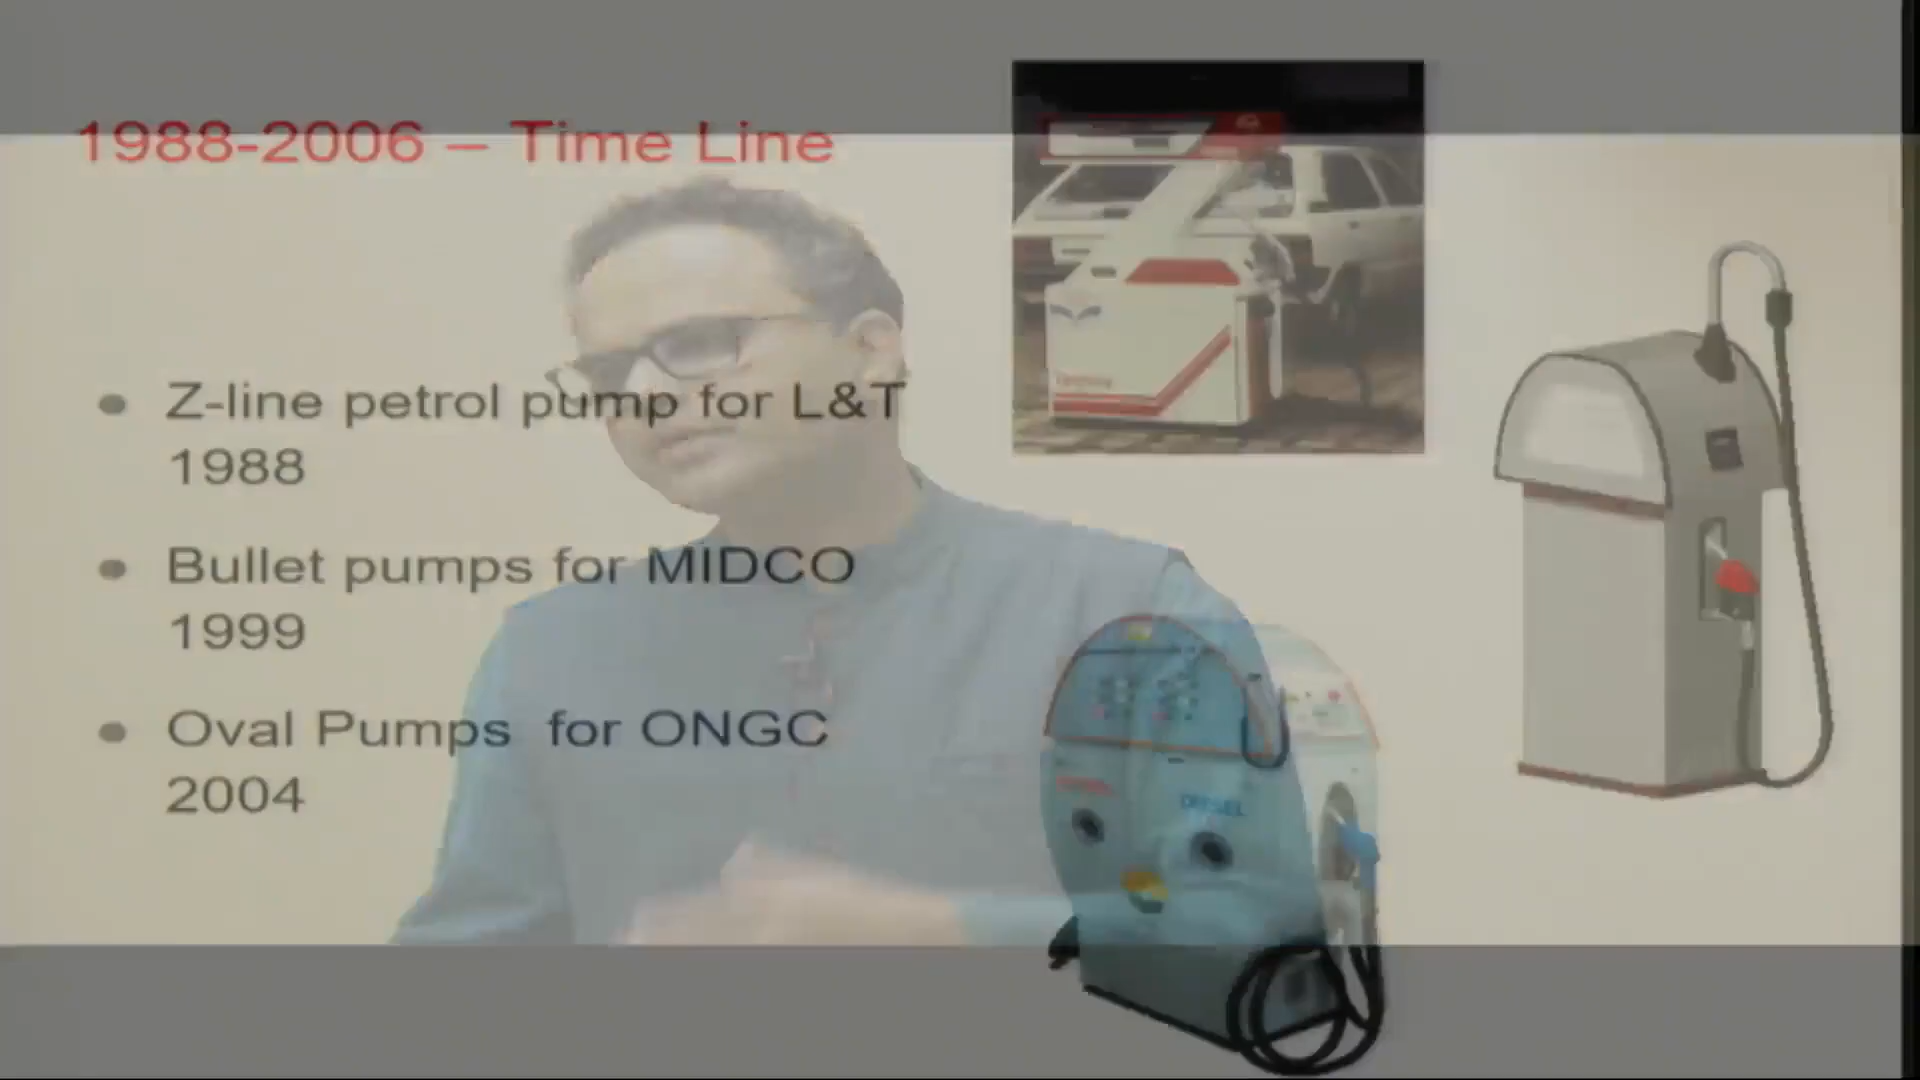 1988-2006 – Time Line
Z-line petrol pump for L&T
1988
Bullet pumps for MIDCO
1999
Oval Pumps for ONGC
2004
DIESEL